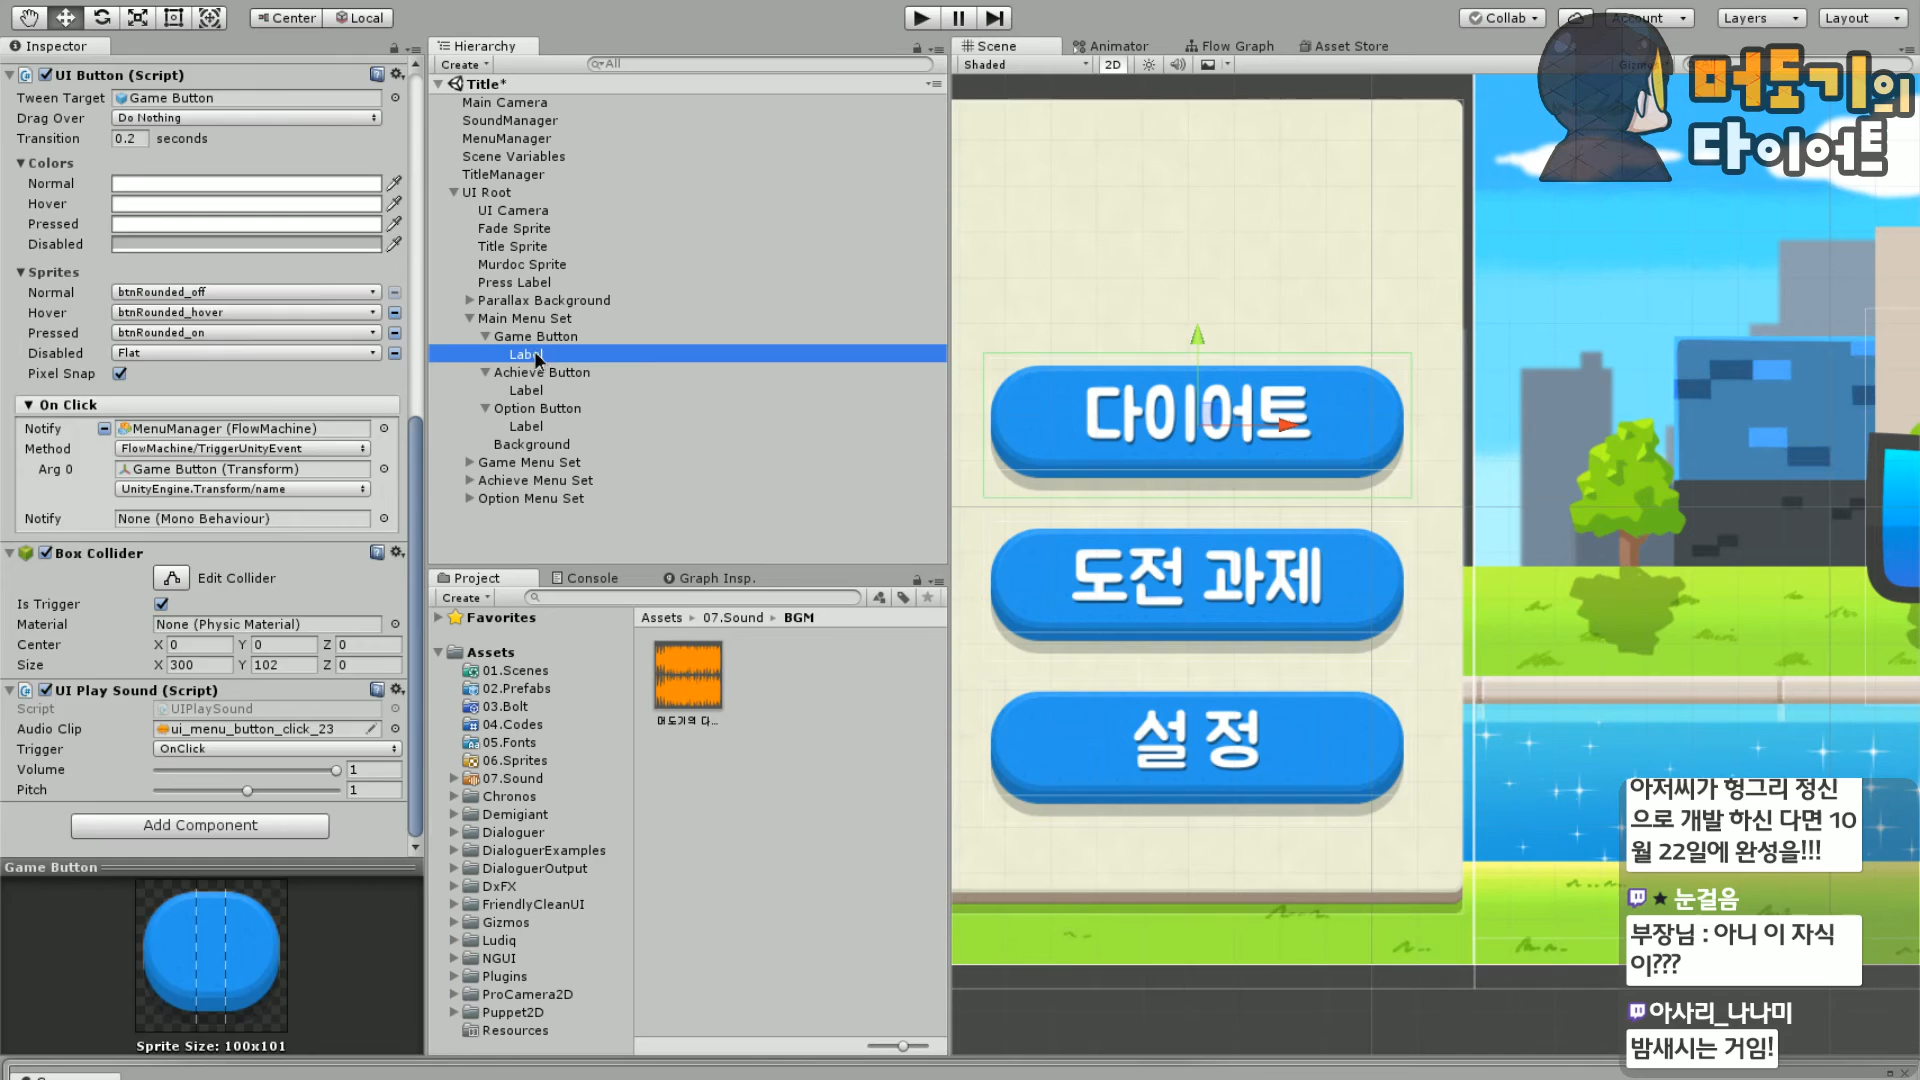 Center
Local
Collab
Account
Layers
Layout
Inspector
UI Button (Script)
Tween Target
Game Button
Drag Over
Do Nothing
Transition
0.2
seconds
Colors
Normal
Hover
Pressed
Disabled
Sprites
Normal
btnRounded_off
Hover
btnRounded_hover
Pressed
btnRounded_on
Disabled
Flat
Pixel Snap
On Click
Notify
MenuManager (FlowMachine)
Method
FlowMachine/TriggerUnityEvent
Arg 0
Game Button (Transform)
UnityEngine.Transform/name
Notify
None (Mono Behaviour)
Box Collider
Edit Collider
Is Trigger
Material
None (Physic Material)
Center
X 0
Y 0
Z 0
Size
X 300
Y 102
Z 0
UI Play Sound (Script)
Script
UIPlaySound
Audio Clip
ui_menu_button_click_23
Trigger
OnClick
Volume
1
Pitch
1
Add Component
Game Button
Sprite Size: 100x101
Hierarchy
Create
All
Title*
Main Camera
SoundManager
MenuManager
Scene Variables
TitleManager
UI Root
UI Camera
Fade Sprite
Title Sprite
Murdoc Sprite
Press Label
Parallax Background
Main Menu Set
Game Button
Label
Achieve Button
Label
Option Button
Label
Background
Game Menu Set
Achieve Menu Set
Option Menu Set
Project
Console
Graph Insp.
Create
Favorites
Assets
01.Scenes
02.Prefabs
03.Bolt
04.Codes
05.Fonts
06.Sprites
07.Sound
Chronos
Demigiant
Dialoguer
DialoguerExamples
DialoguerOutput
DxFX
FriendlyCleanUI
Gizmos
Ludiq
NGUI
Plugins
ProCamera2D
Puppet2D
Resources
Assets ▸ 07.Sound ▸ BGM
머도기의 다...
Scene
Animator
Flow Graph
Asset Store
Shaded
2D
Gizmos
머도기의
다이어트
다이어트
도전 과제
설 정
아저씨가 헝그리 정신
으로 개발 하신 다면 10
월 22일에 완성을!!!
눈걸음
부장님 : 아니 이 자식
이???
아사리_나나미
밤새시는 거임!